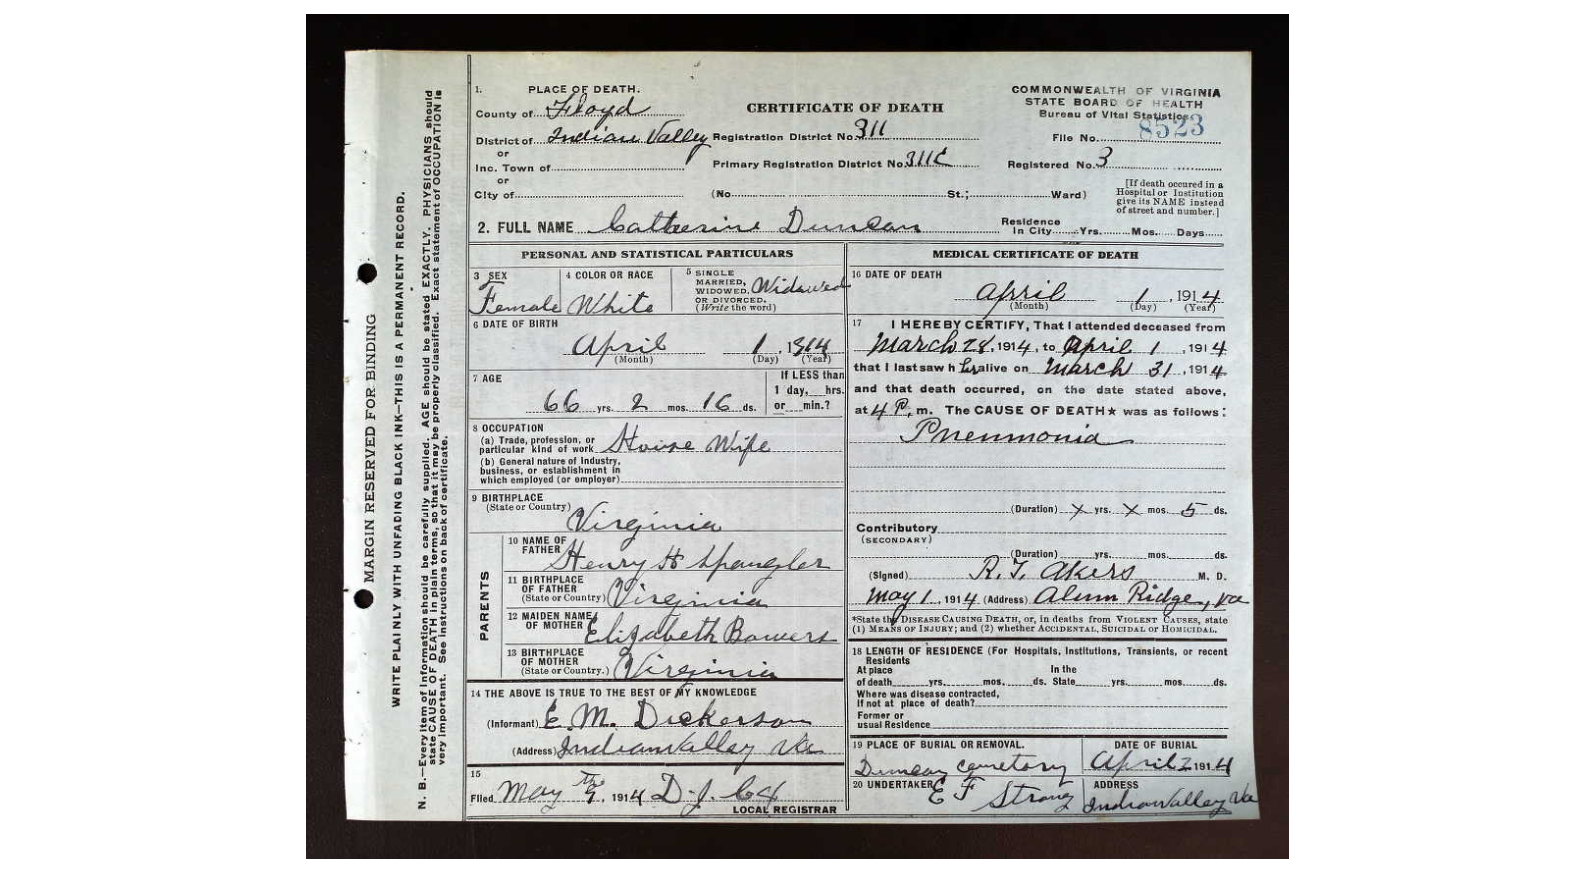 MARGIN RESERVED FOR BINDING
WRITE PLAINLY WITH UNFADING BLACK INK—THIS IS A PERMANENT RECORD.
N. B.—Every item of information should be carefully supplied. AGE should be stated EXACTLY. PHYSICIANS should
state CAUSE OF DEATH in plain terms, so that it may be properly classified. Exact statement of OCCUPATION is
very important. See instructions on back of certificate.
1. PLACE OF DEATH.
County of Floyd
District of Indian Valley
or
Inc. Town of
or
City of
CERTIFICATE OF DEATH
Registration District No. 311
Primary Registration District No. 311C
(No. St.; Ward)
COMMONWEALTH OF VIRGINIA
STATE BOARD OF HEALTH
Bureau of Vital Statistics
File No. 8523
Registered No. 3
[If death occured in a
Hospital or Institution
give its NAME instead
of street and number.]
2. FULL NAME Catherine Duncan
Residence
In City Yrs. Mos. Days
PERSONAL AND STATISTICAL PARTICULARS
3 SEX
Female
4 COLOR OR RACE
White
5 SINGLE
MARRIED,
WIDOWED,
OR DIVORCED.
(Write the word)
Widowed
6 DATE OF BIRTH
April 1, 1914
(Month) (Day) (Year)
7 AGE
66 yrs. 2 mos. 16 ds.
If LESS than
1 day, hrs.
or min.?
8 OCCUPATION
(a) Trade, profession, or
particular kind of work House Wife
(b) General nature of Industry,
business, or establishment in
which employed (or employer)
9 BIRTHPLACE
(State or Country)
Virginia
PARENTS
10 NAME OF
FATHER Henry H Spangler
11 BIRTHPLACE
OF FATHER
(State or Country) Virginia
12 MAIDEN NAME
OF MOTHER Elizabeth Bowers
13 BIRTHPLACE
OF MOTHER
(State or Country.) Virginia
14 THE ABOVE IS TRUE TO THE BEST OF MY KNOWLEDGE
(Informant) E. M. Dickerson
(Address) Indian Valley Va
15
Filed May 9th, 1914 D. J.
LOCAL REGISTRAR
MEDICAL CERTIFICATE OF DEATH
16 DATE OF DEATH
April 1, 1914
(Month) (Day) (Year)
17 I HEREBY CERTIFY, That I attended deceased from
March 28, 1914, to April 1, 1914
that I last saw her alive on March 31, 1914
and that death occurred, on the date stated above,
at 4 P. m. The CAUSE OF DEATH★ was as follows:
Pneumonia
(Duration) x yrs. x mos. 5 ds.
Contributory
(SECONDARY)
(Duration) yrs. mos. ds.
(Signed) R. T. Akers M. D.
May 1, 1914 (Address) Alum Ridge, Va
*State the DISEASE CAUSING DEATH, or, in deaths from VIOLENT CAUSES, state
(1) MEANS OF INJURY; and (2) whether ACCIDENTAL, SUICIDAL or HOMICIDAL.
18 LENGTH OF RESIDENCE (For Hospitals, Institutions, Transients, or recent
Residents
At place In the
of death yrs. mos. ds. State yrs. mos. ds.
Where was disease contracted,
If not at place of death?
Former or
usual Residence
19 PLACE OF BURIAL OR REMOVAL.
Duncan cemetory
DATE OF BURIAL
April 2 1914
20 UNDERTAKER
E F Strong
ADDRESS
Indian Valley Va